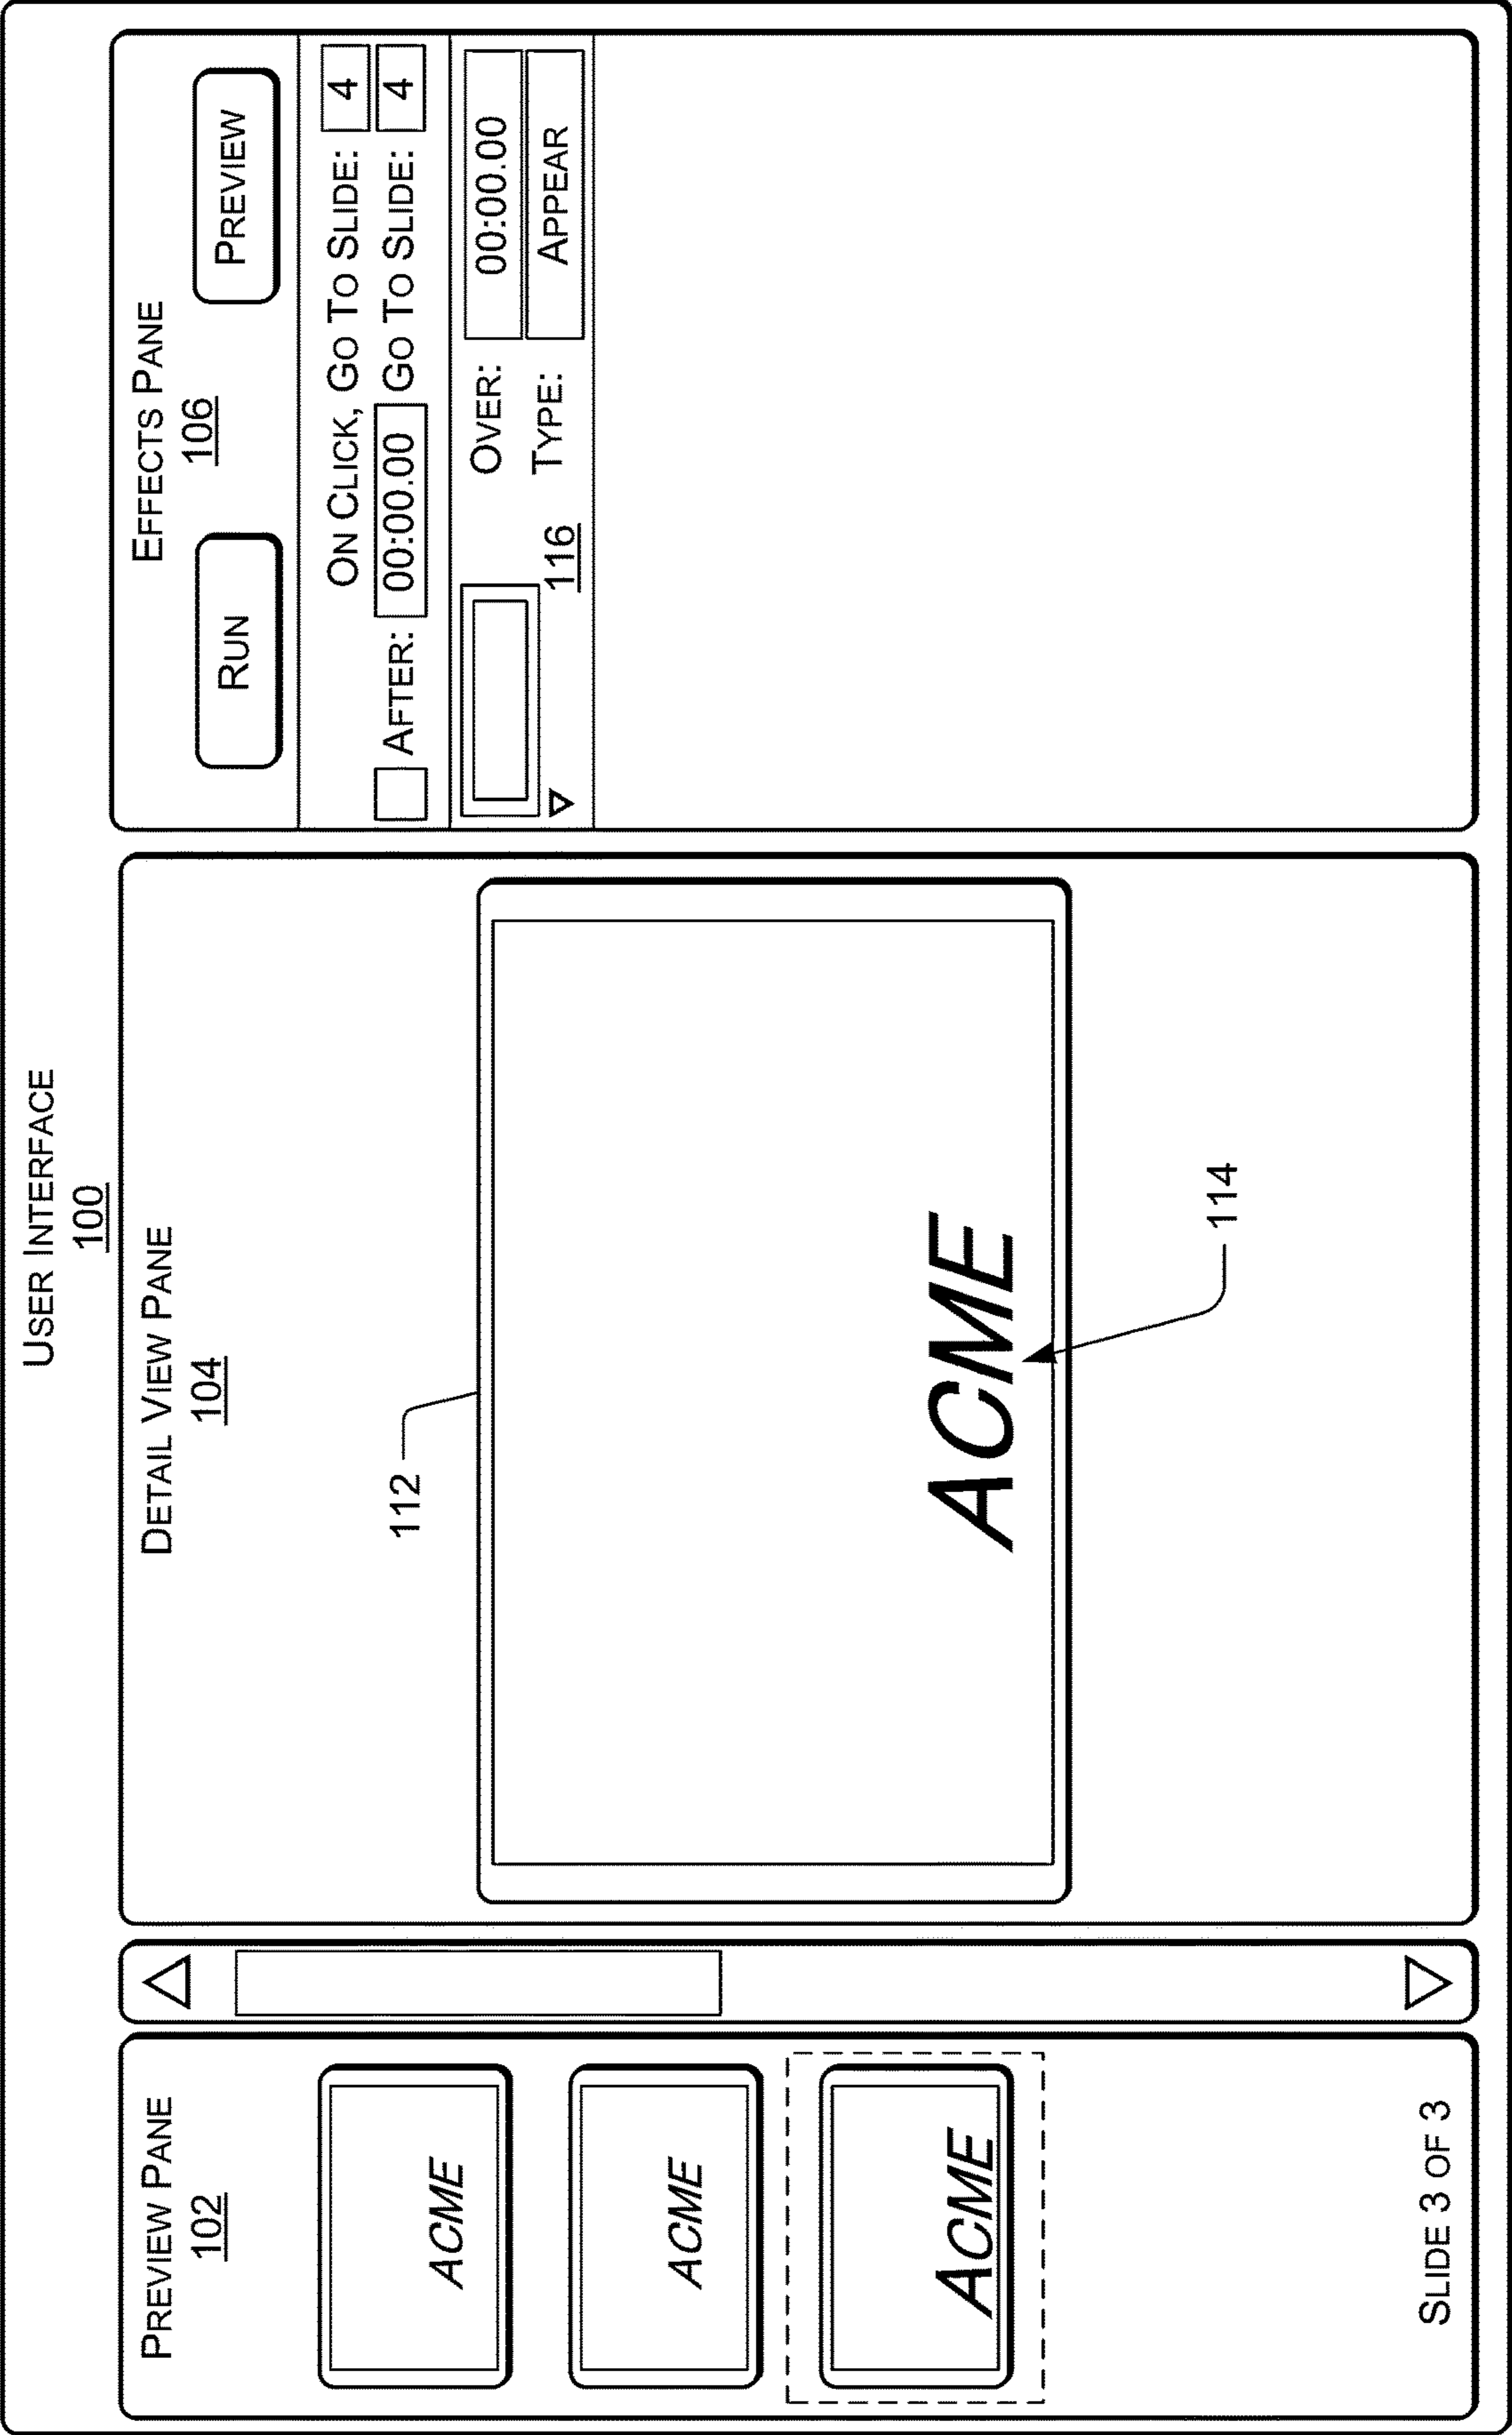 USER INTERFACE
100
PREVIEW PANE
102
ACME
ACME
ACME
SLIDE 3 OF 3
DETAIL VIEW PANE
104
112
ACME
114
EFFECTS PANE
106
RUN
PREVIEW
ON CLICK, GO TO SLIDE: 4
AFTER: 00:00.00 GO TO SLIDE: 4
OVER: 00:00.00
TYPE: APPEAR
116